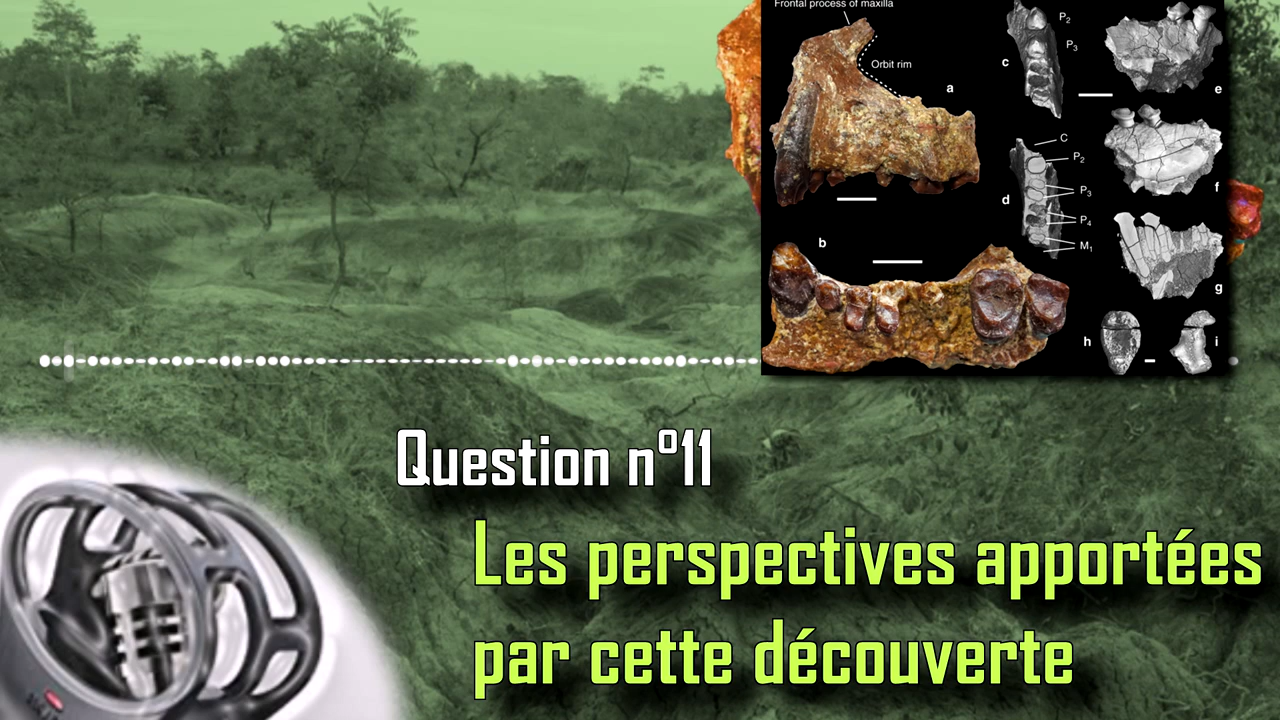 Frontal process of maxilla
Orbit rim
a
c
P2
P3
e
d
C
P2
P3
P4
M1
f
g
b
h
i
Question n°11
Les perspectives apportées
par cette découverte